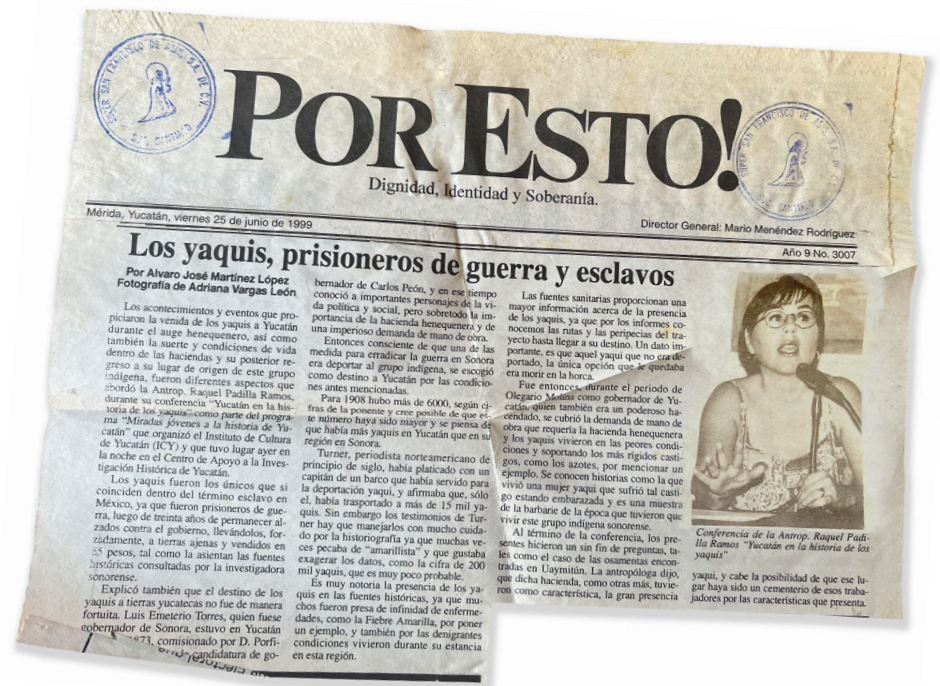 SUPER SAN FRANCISCO DE ASIS S.A. DE C.V.
SUC. SANTIAGO
POR ESTO!
SUPER SAN FRANCISCO DE ASIS S.A. DE C.V.
SUC. SANTIAGO
Dignidad, Identidad y Soberanía.
Mérida, Yucatán, viernes 25 de junio de 1999
Director General: Mario Menéndez Rodríguez
Año 9 No. 3007
Los yaquis, prisioneros de guerra y esclavos
Por Alvaro José Martínez López
Fotografía de Adriana Vargas León
Los acontecimientos y eventos que pro-
piciaron la venida de los yaquis a Yucatán
durante el auge henequenero, así como
también la suerte y condiciones de vida
dentro de las haciendas y su posterior re-
greso a su lugar de origen de este grupo
indígena, fueron diferentes aspectos que
abordó la Antrop. Raquel Padilla Ramos,
durante su conferencia "Yucatán en la his-
toria de los yaquis" como parte del progra-
ma "Miradas jóvenes a la historia de Yu-
catán" que organizó el Instituto de Cultura
de Yucatán (ICY) y que tuvo lugar ayer en
la noche en el Centro de Apoyo a la Inves-
tigación Histórica de Yucatán.
Los yaquis fueron los únicos que si
coinciden dentro del término esclavo en
México, ya que fueron prisioneros de gue-
rra, luego de treinta años de permanecer al-
zados contra el gobierno, llevándolos, for-
zadamente, a tierras ajenas y vendidos en
65 pesos, tal como la asientan las fuentes
históricas consultadas por la investigadora
sonorense.
Explicó también que el destino de los
yaquis a tierras yucatecas no fue de manera
fortuita. Luis Emeterio Torres, quien fuese
gobernador de Sonora, estuvo en Yucatán
1873, comisionado por D. Porfi-
candidatura de go-
bernador de Carlos Peón, y en ese tiempo
conoció a importantes personajes de la vi-
da política y social, pero sobretodo la im-
portancia de la hacienda henequenera y de
una imperioso demanda de mano de obra.
Entonces consciente de que una de las
medida para erradicar la guerra en Sonora
era deportar al grupo indígena, se escogió
como destino a Yucatán por las condicio-
nes antes mencionadas.
Para 1908 hubo más de 6000, según ci-
fras de la ponente y cree posible de que es-
te número haya sido mayor y se piensa de
que había más yaquis en Yucatán que en su
región en Sonora.
Turner, periodista norteamericano de
principio de siglo, había platicado con un
capitán de un barco que había servido para
la deportación yaqui, y afirmaba que, sólo
el, había trasportado a más de 15 mil ya-
quis. Sin embargo los testimonios de Tur-
ner hay que manejarlos con mucho cuida-
do por la historiografía ya que muchas ve-
ces pecaba de "amarillista" y que gustaba
exagerar los datos, como la cifra de 200
mil yaquis, que es muy poco probable.
Es muy notoria la presencia de los ya-
quis en las fuentes históricas, ya que mu-
chos fueron presa de infinidad de enferme-
dades, como la Fiebre Amarilla, por poner
un ejemplo, y también por las denigrantes
condiciones vivieron durante su estancia
en esta región.
Las fuentes sanitarias proporcionan una
mayor información acerca de la presencia
de los yaquis, ya que por los informes co-
nocemos las rutas y las peripecias del tra-
yecto hasta llegar a su destino. Un dato im-
portante, es que aquel yaqui que no era de-
portado, la única opción que le quedaba
era morir en la horca.
Fue entonces, durante el periodo de
Olegario Molina como gobernador de Yu-
catán, quien también era un poderoso ha-
cendado, se cubrió la demanda de mano de
obra que requería la hacienda henequenera
y los yaquis vivieron en las peores condi-
ciones y soportando los más rígidos casti-
gos, como los azotes, por mencionar un
ejemplo. Se conocen historias como la que
vivió una mujer yaqui que sufrió tal casti-
go estando embarazada y es una muestra
de la barbarie de la época que tuvieron que
vivir este grupo indígena sonorense.
Al término de la conferencia, los pre-
sentes hicieron un sin fin de preguntas, ta-
les como el caso de las osamentas encon-
tradas en Uaymitún. La antropóloga dijo,
que dicha hacienda, como otras más, tuvie-
ron como característica, la gran presencia
Conferencia de la Antrop. Raquel Padi-
lla Ramos "Yucatán en la historia de los
yaquis"
yaqui, y cabe la posibilidad de que ese lu-
gar haya sido un cementerio de esos traba-
jadores por las características que presenta.